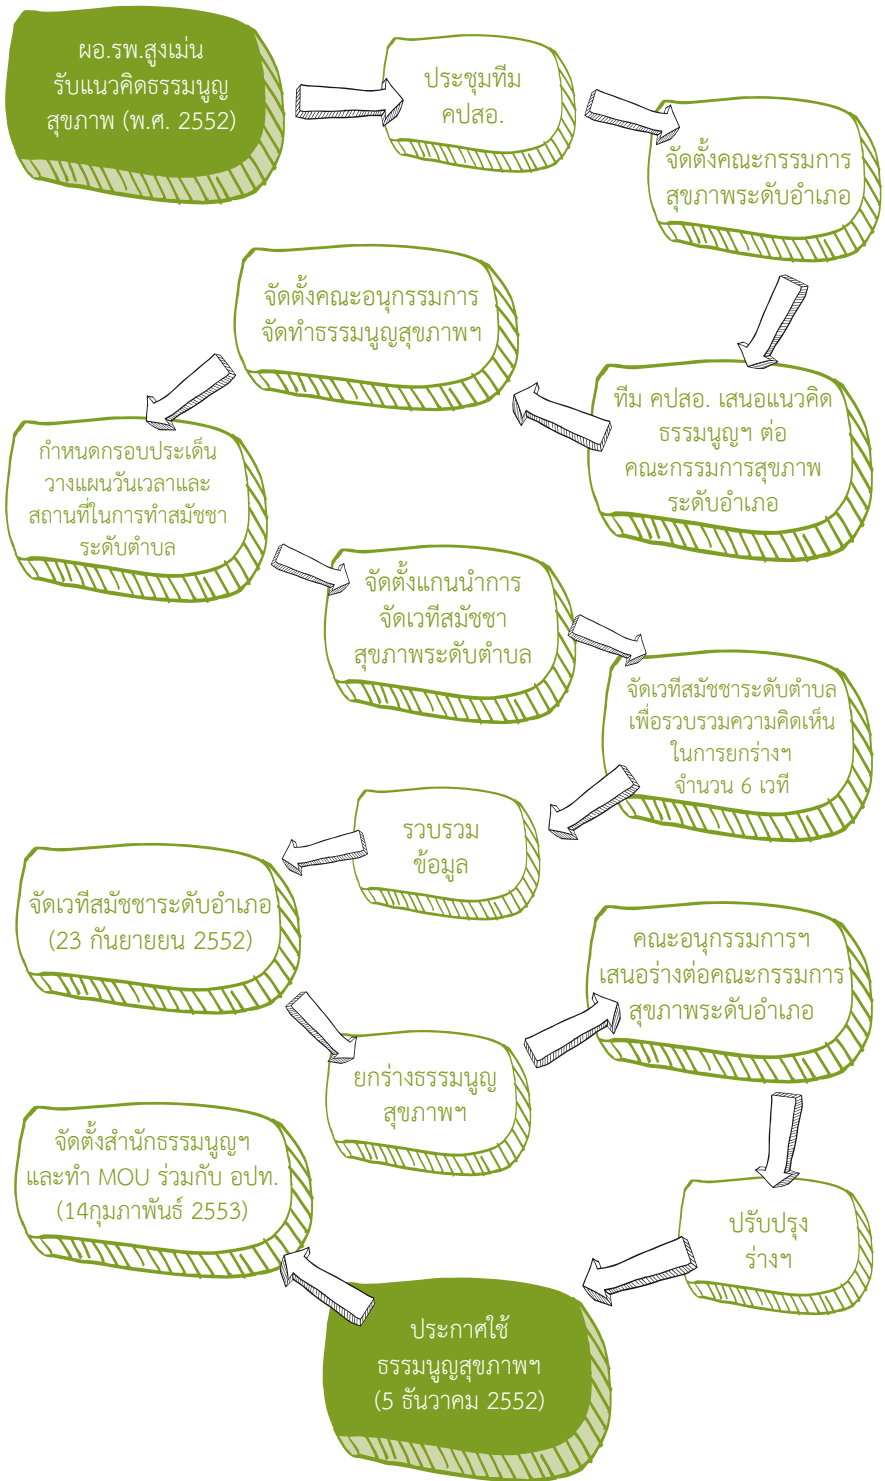 ผอ.รพ.สูงเม่น
รับแนวคิดธรรมนูญ
สุขภาพ (พ.ศ. 2552)
ประชุมทีม
คปสอ.
จัดตั้งคณะกรรมการ
สุขภาพระดับอำเภอ
ทีม คปสอ. เสนอแนวคิด
ธรรมนูญฯ ต่อ
คณะกรรมการสุขภาพ
ระดับอำเภอ
จัดตั้งคณะอนุกรรมการ
จัดทำธรรมนูญสุขภาพฯ
กำหนดกรอบประเด็น
วางแผนวันเวลาและ
สถานที่ในการทำสมัชชา
ระดับตำบล
จัดตั้งแกนนำการ
จัดเวทีสมัชชา
สุขภาพระดับตำบล
จัดเวทีสมัชชาระดับตำบล
เพื่อรวบรวมความคิดเห็น
ในการยกร่างฯ
จำนวน 6 เวที
รวบรวม
ข้อมูล
จัดเวทีสมัชชาระดับอำเภอ
(23 กันยายยน 2552)
ยกร่างธรรมนูญ
สุขภาพฯ
คณะอนุกรรมการฯ
เสนอร่างต่อคณะกรรมการ
สุขภาพระดับอำเภอ
ปรับปรุง
ร่างฯ
ประกาศใช้
ธรรมนูญสุขภาพฯ
(5 ธันวาคม 2552)
จัดตั้งสำนักธรรมนูญฯ
และทำ MOU ร่วมกับ อปท.
(14กุมภาพันธ์ 2553)